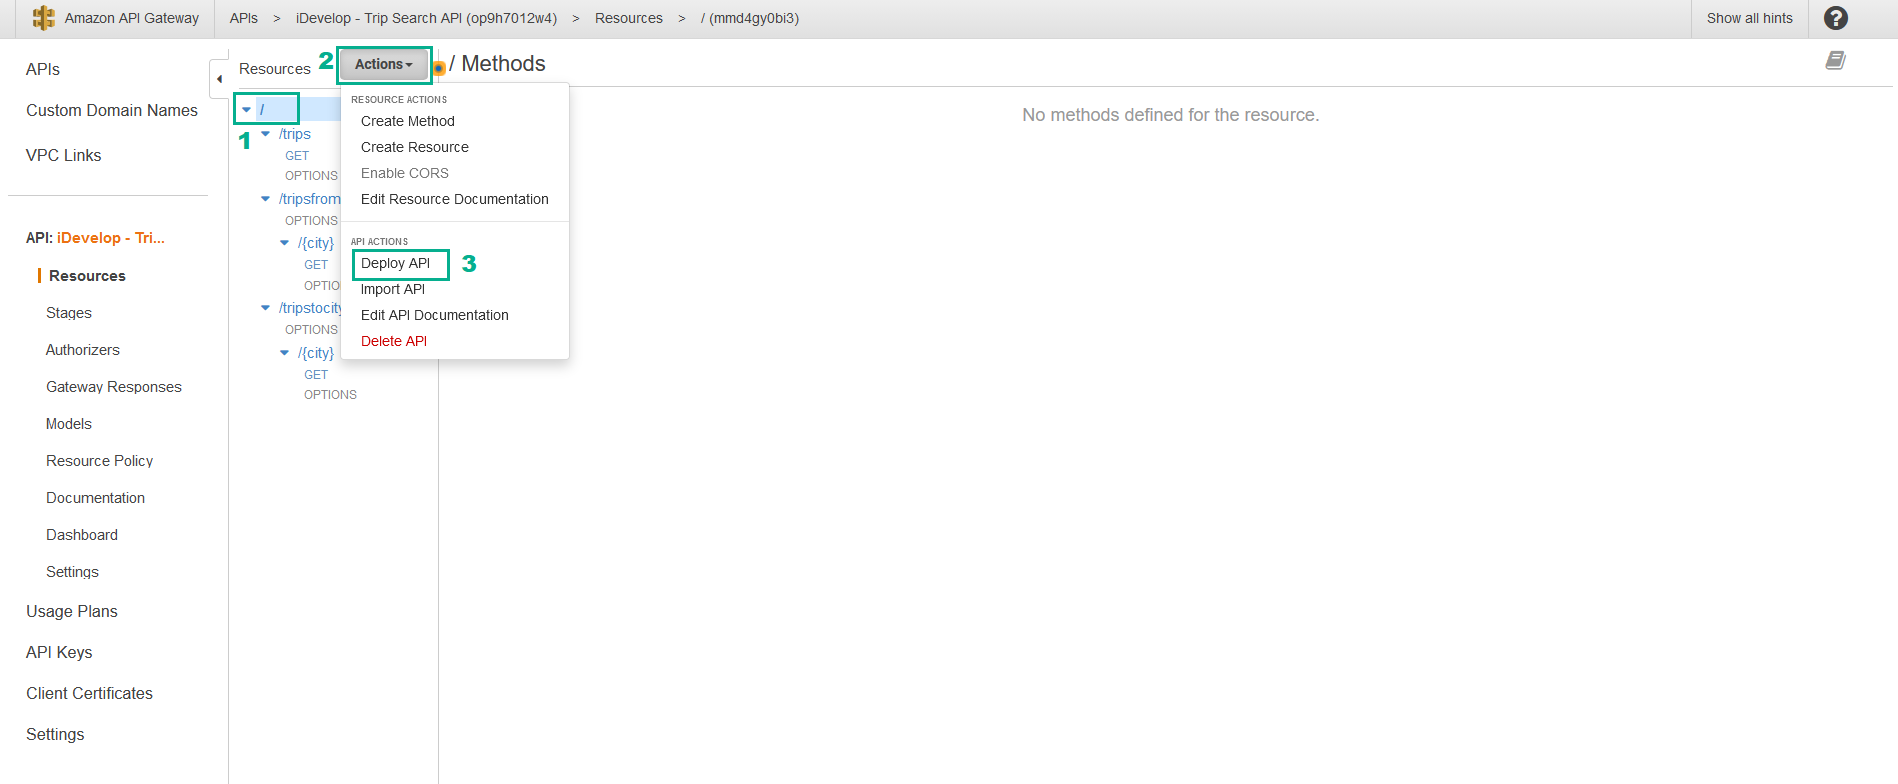 Amazon API Gateway
APIs > iDevelop - Trip Search API (op9h7012w4) > Resources > / (mmd4gy0bi3)
Show all hints
?
APIs
Custom Domain Names
VPC Links
API: iDevelop - Tri...
Resources
Stages
Authorizers
Gateway Responses
Models
Resource Policy
Documentation
Dashboard
Settings
Usage Plans
API Keys
Client Certificates
Settings
Resources
2
Actions
/ Methods
1
/
/trips
GET
OPTIONS
/tripsfrom
OPTIONS
/{city}
GET
OPTIO
/tripstocity
OPTIONS
/{city}
GET
OPTIONS
RESOURCE ACTIONS
Create Method
Create Resource
Enable CORS
Edit Resource Documentation
API ACTIONS
Deploy API
3
Import API
Edit API Documentation
Delete API
No methods defined for the resource.